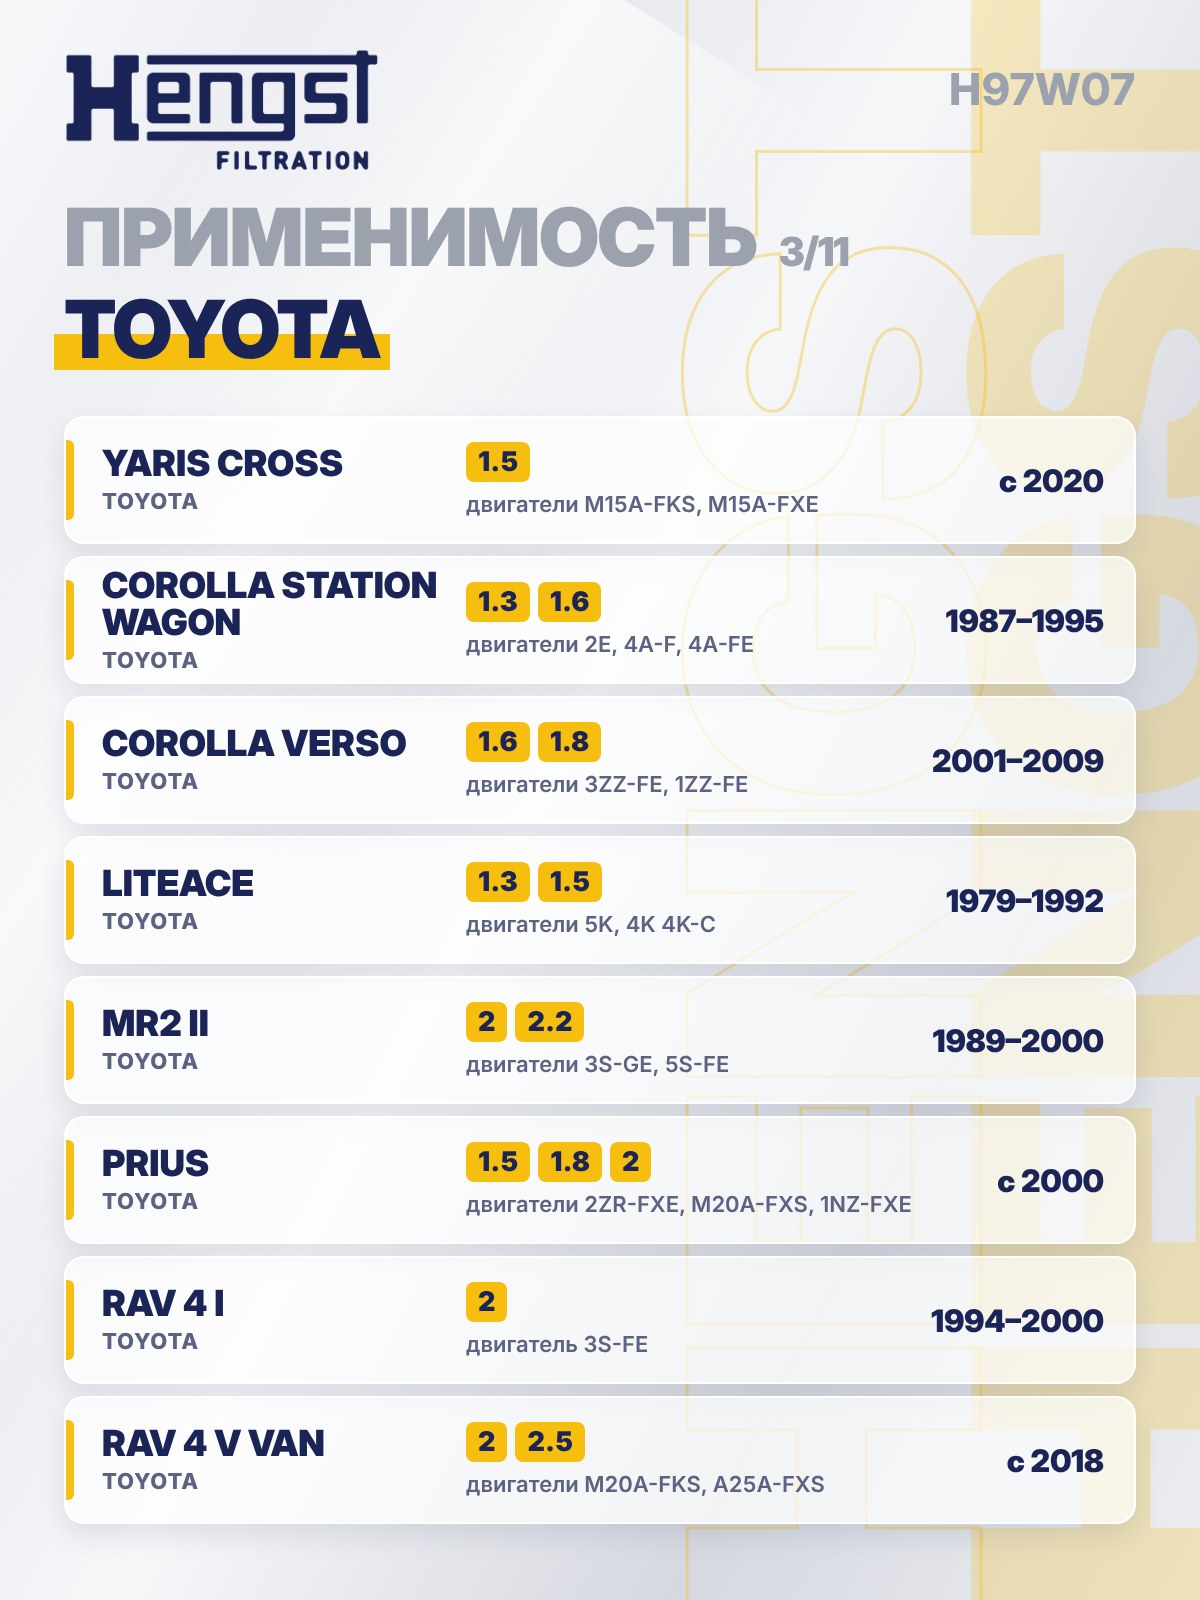 Hengst
FILTRATION
H97W07
ПРИМЕНИМОСТЬ 3/11
TOYOTA
YARIS CROSS
TOYOTA
1.5
двигатели M15A-FKS, M15A-FXE
с 2020
COROLLA STATION
WAGON
TOYOTA
1.3 1.6
двигатели 2E, 4A-F, 4A-FE
1987–1995
COROLLA VERSO
TOYOTA
1.6 1.8
двигатели 3ZZ-FE, 1ZZ-FE
2001–2009
LITEACE
TOYOTA
1.3 1.5
двигатели 5K, 4K 4K-C
1979–1992
MR2 II
TOYOTA
2 2.2
двигатели 3S-GE, 5S-FE
1989–2000
PRIUS
TOYOTA
1.5 1.8 2
двигатели 2ZR-FXE, M20A-FXS, 1NZ-FXE
с 2000
RAV 4 I
TOYOTA
2
двигатель 3S-FE
1994–2000
RAV 4 V VAN
TOYOTA
2 2.5
двигатели M20A-FKS, A25A-FXS
с 2018
HENGST
HENGST